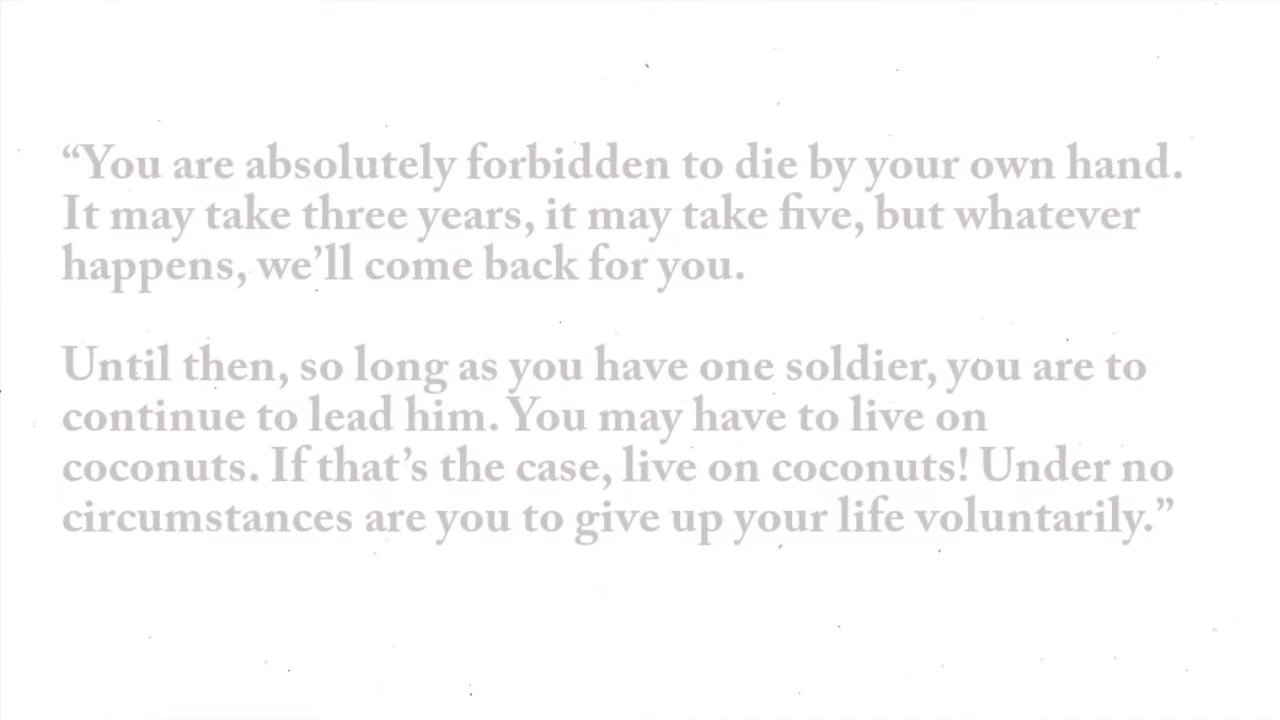 “You are absolutely forbidden to die by your own hand.
It may take three years, it may take five, but whatever
happens, we’ll come back for you.
Until then, so long as you have one soldier, you are to
continue to lead him. You may have to live on
coconuts. If that’s the case, live on coconuts! Under no
circumstances are you to give up your life voluntarily.”